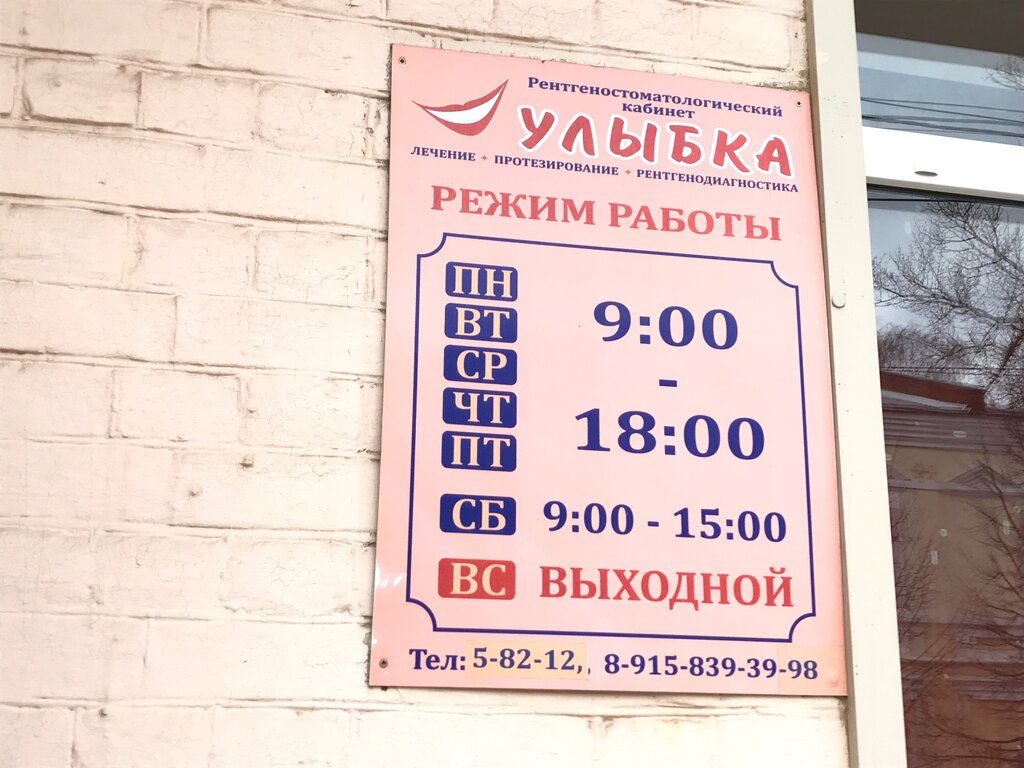 Рентгеностоматологический
кабинет
УЛЫБКА
ЛЕЧЕНИЕ + ПРОТЕЗИРОВАНИЕ + РЕНТГЕНОДИАГНОСТИКА
РЕЖИМ РАБОТЫ
ПН
ВТ
СР
ЧТ
ПТ
9:00
-
18:00
СБ 9:00 - 15:00
ВС ВЫХОДНОЙ
Тел: 5-82-12,, 8-915-839-39-98